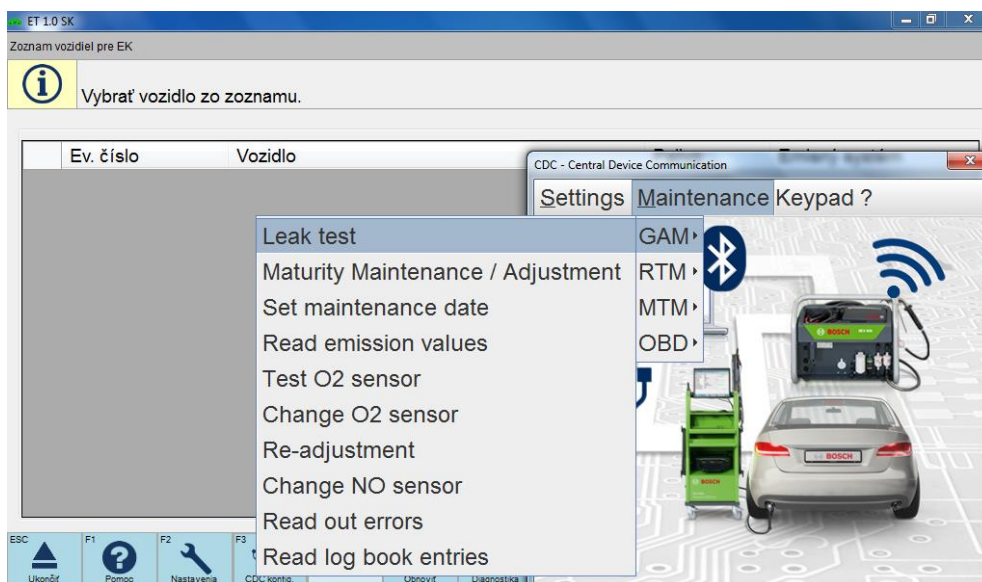 ET 1.0 SK
Zoznam vozidiel pre EK
Vybrať vozidlo zo zoznamu.
Ev. číslo Vozidlo
CDC - Central Device Communication
Settings Maintenance Keypad ?
Leak test
Maturity Maintenance / Adjustment
Set maintenance date
Read emission values
Test O2 sensor
Change O2 sensor
Re-adjustment
Change NO sensor
Read out errors
Read log book entries
GAM
RTM
MTM
OBD
BOSCH
BOSCH
BOSCH
ESC F1 F2 F3
Ukončiť Pomoc Nastavenia CDC konfig. Obnoviť Diagnostika